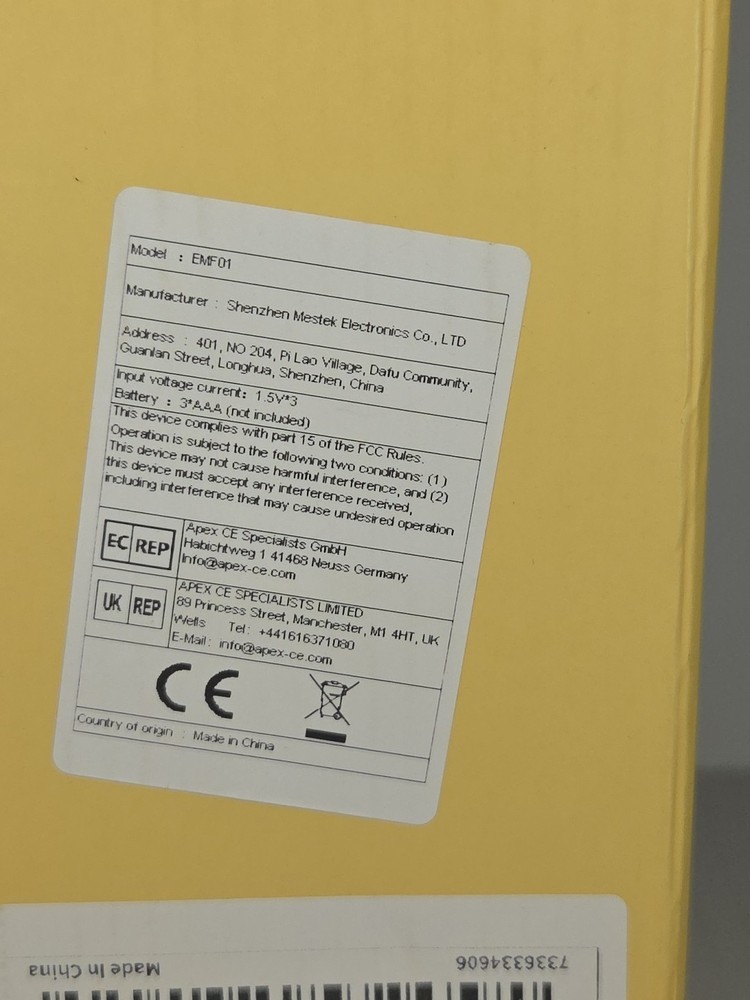 Model : EMF01
Manufacturer : Shenzhen Mestek Electronics Co., LTD
Address : 401, NO 204, Pi Lao Village, Dafu Community,
Guanlan Street, Longhua, Shenzhen, China
Input voltage current: 1.5V*3
Battery : 3*AAA (not included)
This device complies with part 15 of the FCC Rules.
Operation is subject to the following two conditions: (1)
This device may not cause harmful interference, and (2)
this device must accept any interference received,
including interference that may cause undesired operation
EC REP
Apex CE Specialists GmbH
Habichtweg 1 41468 Neuss Germany
Info@apex-ce.com
UK REP
APEX CE SPECIALISTS LIMITED
89 Princess Street, Manchester, M1 4HT, UK
Wells Tel: +441616371080
E-Mail: info@apex-ce.com
CE
Country of origin : Made in China
7336334606
Made In China